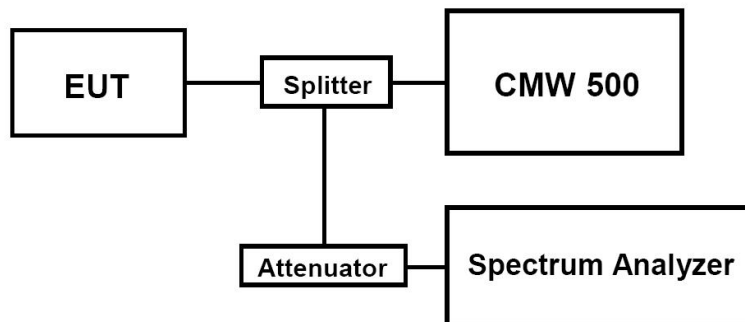 EUT
Splitter
CMW 500
Attenuator
Spectrum Analyzer